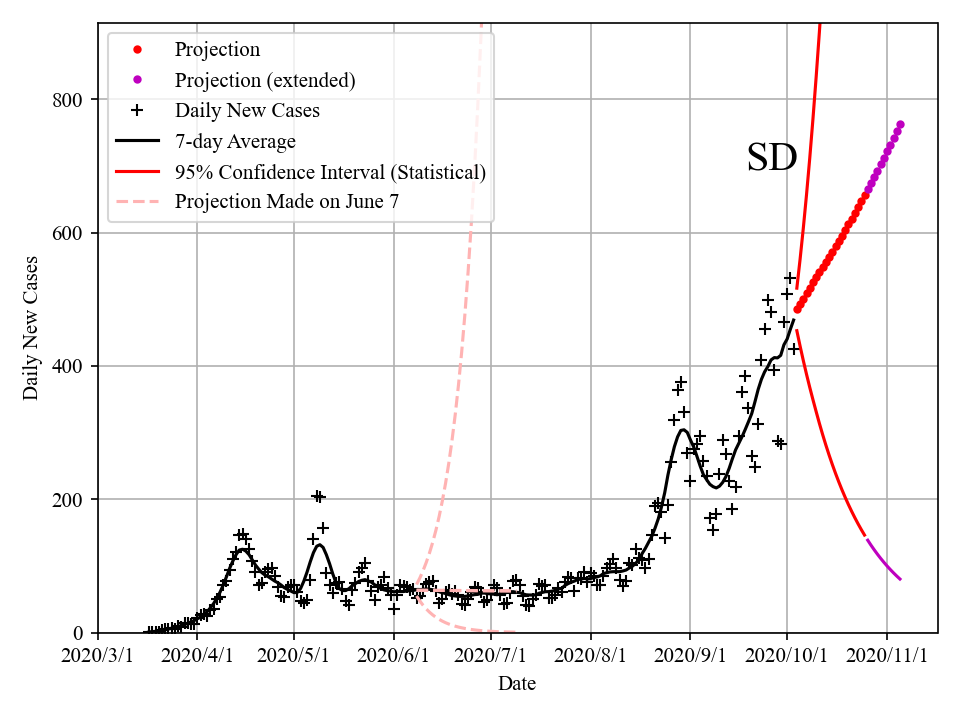 Projection
Projection (extended)
Daily New Cases
7-day Average
95% Confidence Interval (Statistical)
Projection Made on June 7
SD
800
600
400
200
0
Daily New Cases
2020/3/1 2020/4/1 2020/5/1 2020/6/1 2020/7/1 2020/8/1 2020/9/1 2020/10/1 2020/11/1
Date